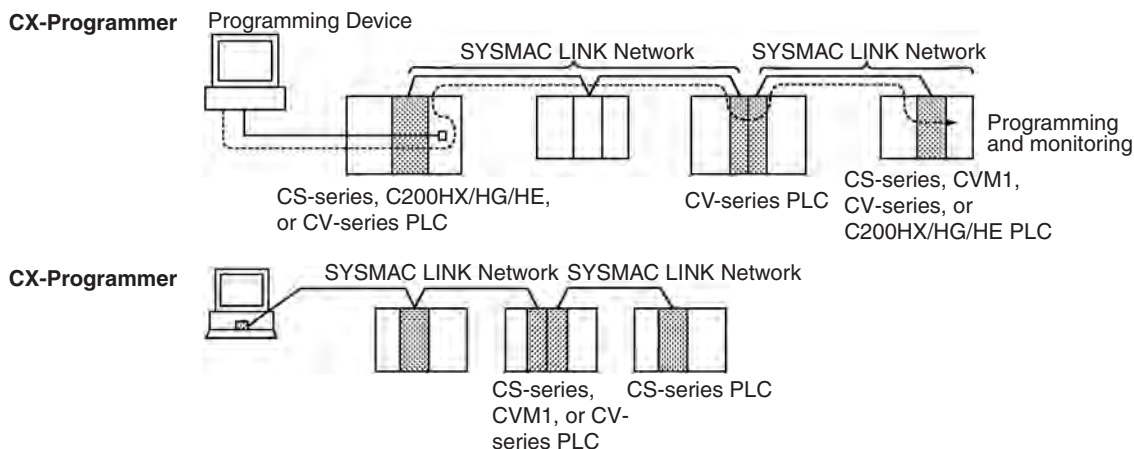 CX-Programmer
Programming Device
SYSMAC LINK Network
SYSMAC LINK Network
Programming
and monitoring
CS-series, C200HX/HG/HE,
or CV-series PLC
CV-series PLC
CS-series, CVM1,
CV-series, or
C200HX/HG/HE PLC
CX-Programmer
SYSMAC LINK Network
SYSMAC LINK Network
CS-series,
CVM1, or CV-
series PLC
CS-series PLC